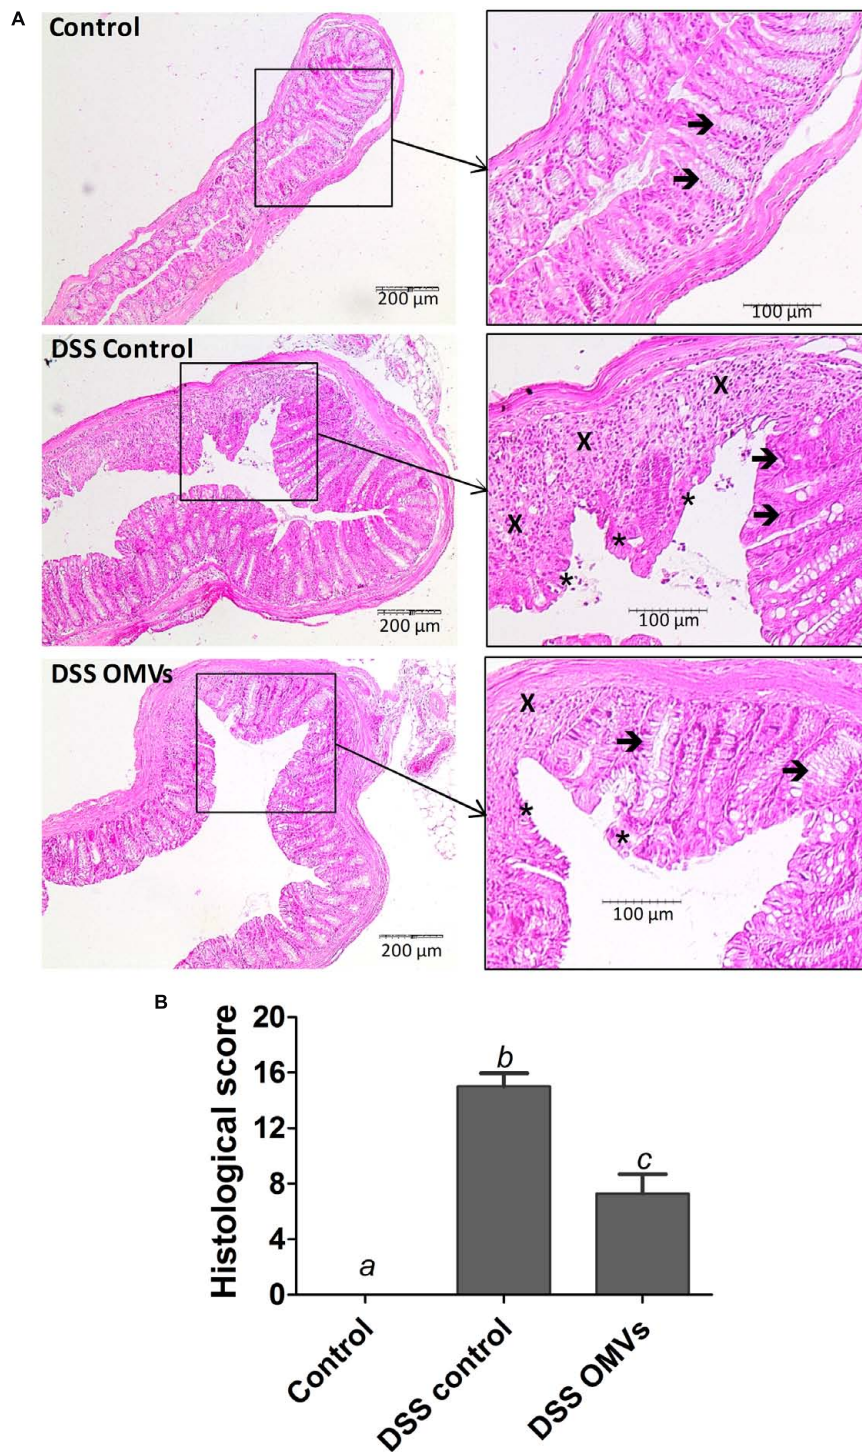 A
Control
200 µm
100 µm
DSS Control
X
X
X
*
*
*
200 µm
100 µm
DSS OMVs
X
*
*
200 µm
100 µm
B
Histological score
20
16
12
8
4
0
a
b
c
Control
DSS control
DSS OMVs